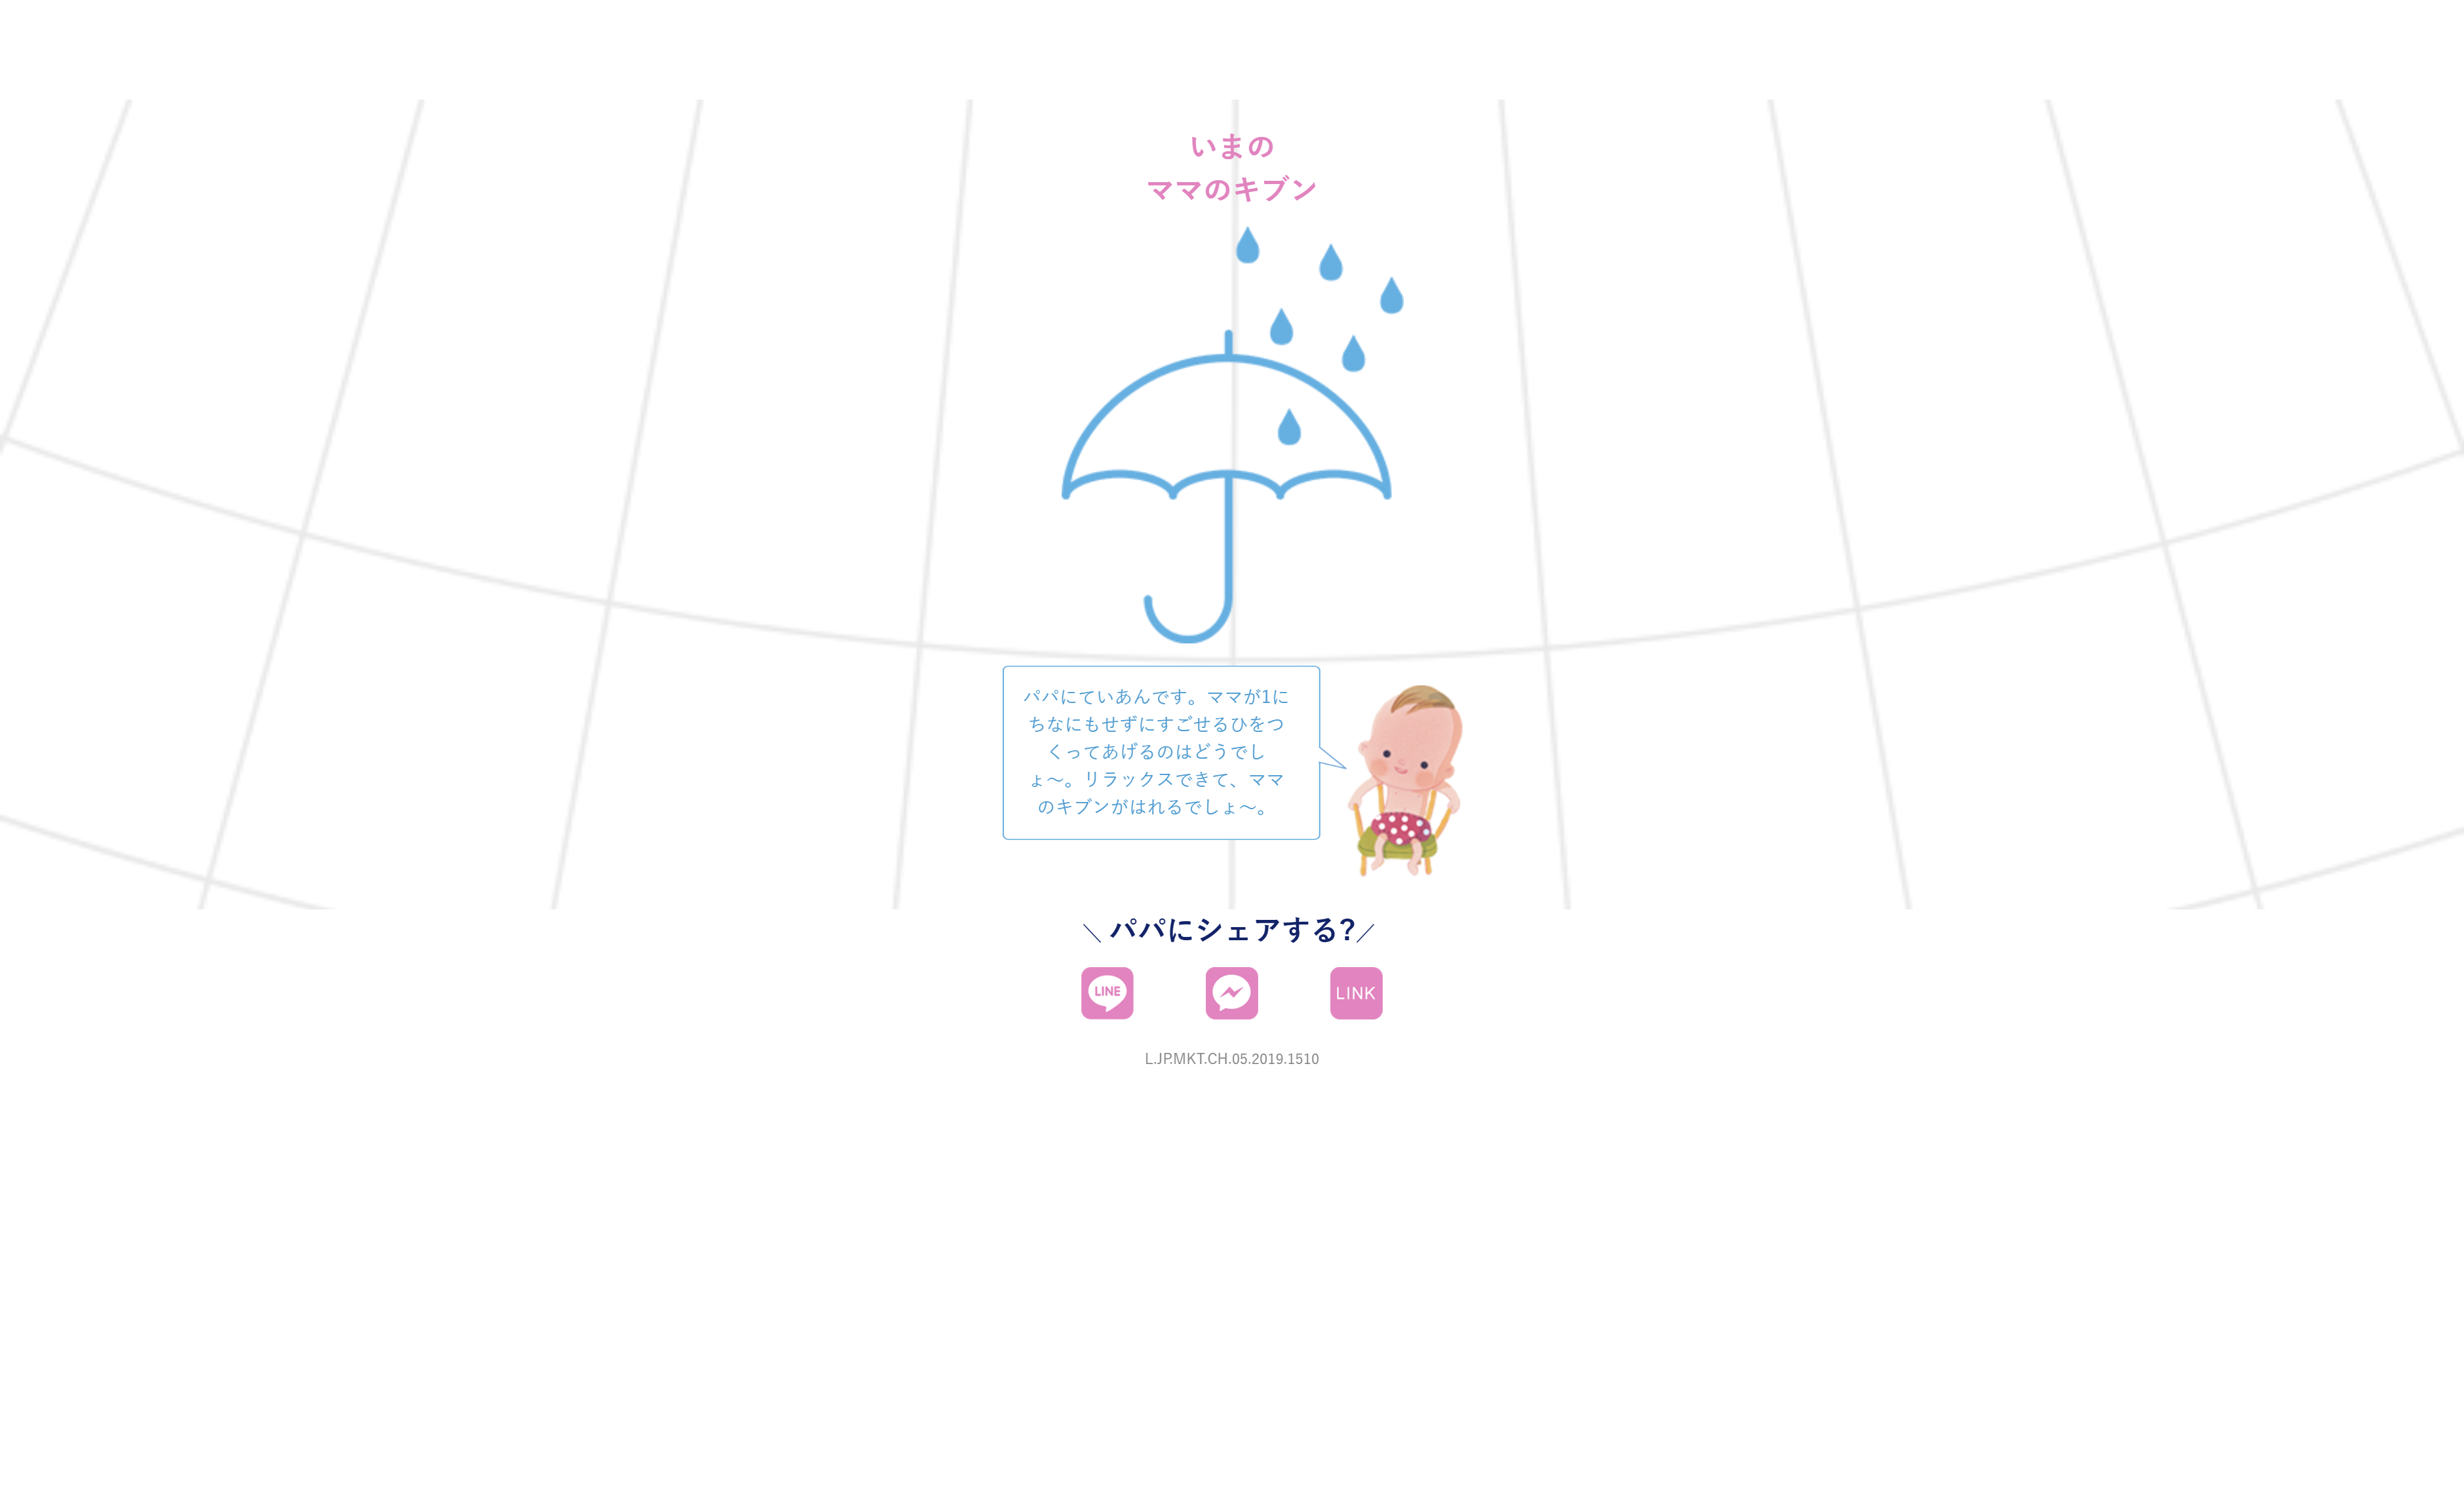 いまの
ママのキブン
パパにていあんです。ママが1に
ちなにもせずにすごせるひをつ
くってあげるのはどうでし
ょ〜。リラックスできて、ママ
のキブンがはれるでしょ〜。
＼パパにシェアする?／
LINE
LINK
L.JP.MKT.CH.05.2019.1510